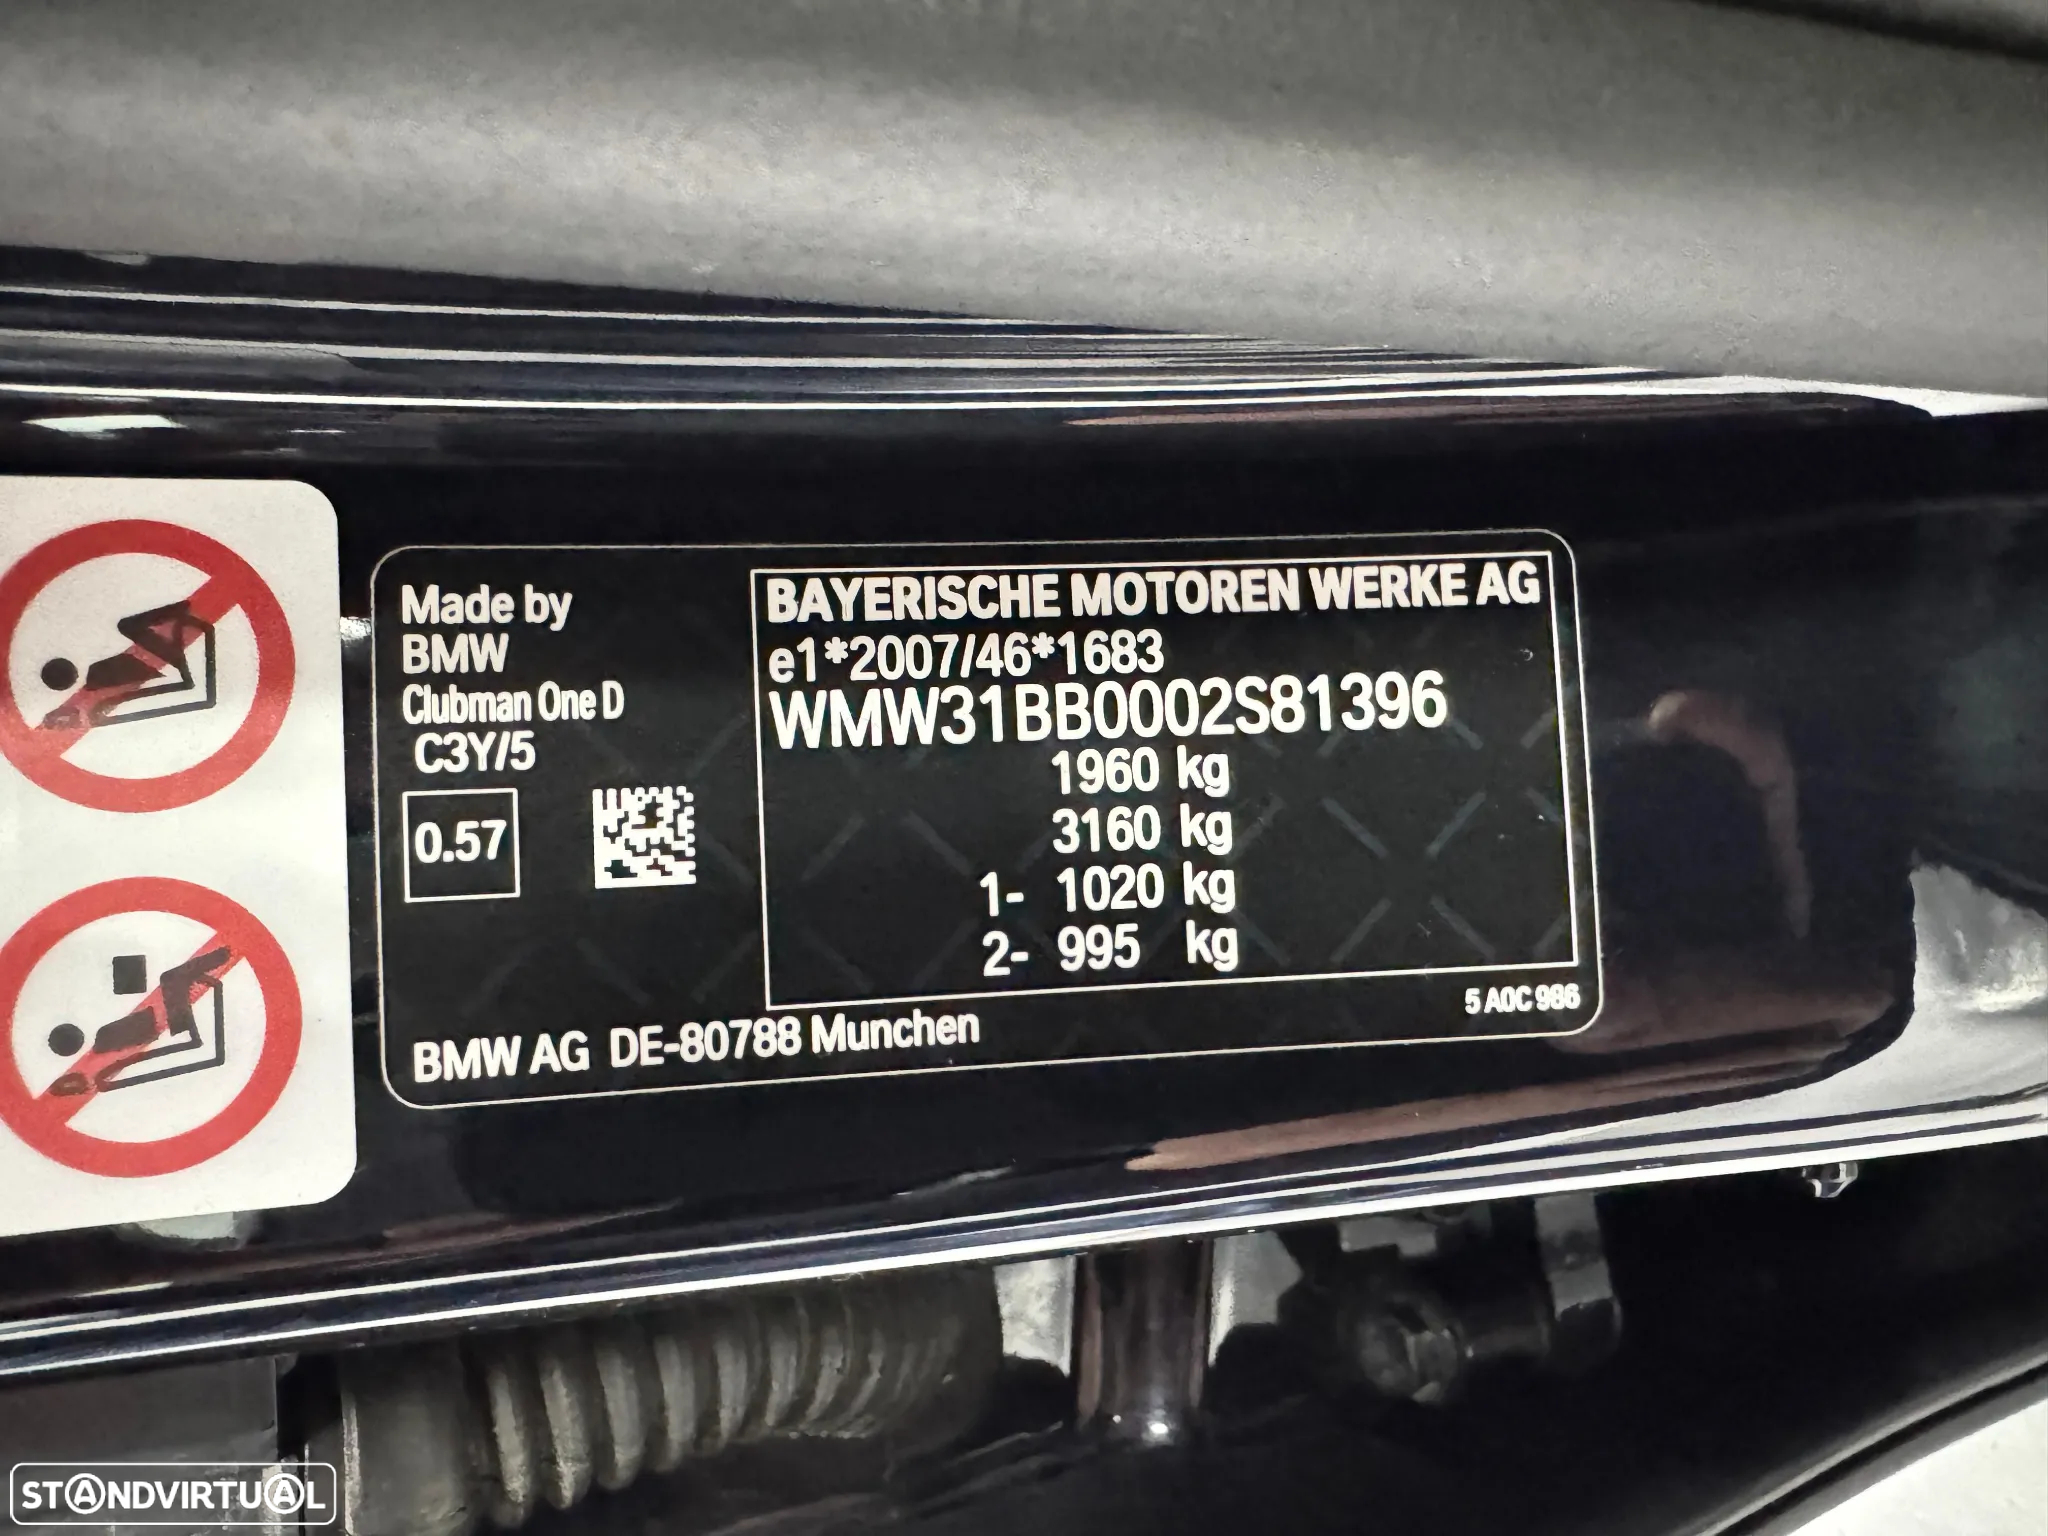 Made by
BMW
Clubman One D
C3Y/5
0.57
BAYERISCHE MOTOREN WERKE AG
e1*2007/46*1683
WMW31BB0002S81396
1960 kg
3160 kg
1- 1020 kg
2- 995 kg
5 A0C 986
BMW AG DE-80788 Munchen
STANDVIRTUAL